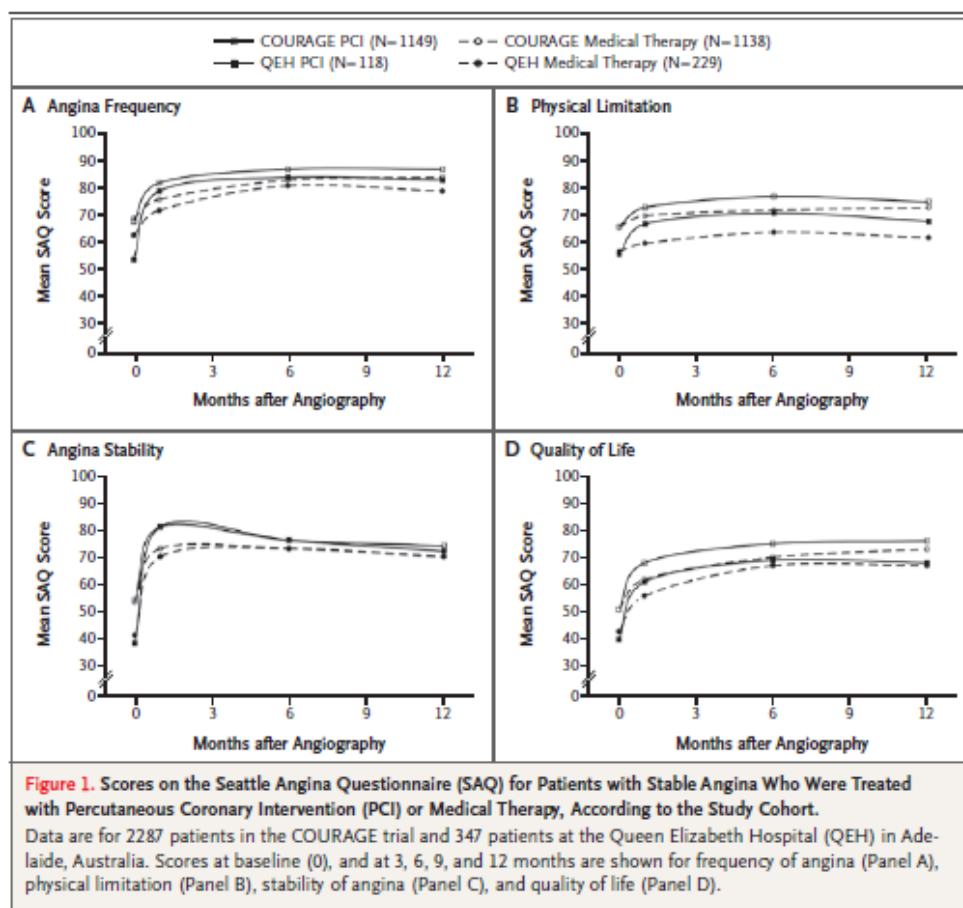 COURAGE PCI (N=1149) COURAGE Medical Therapy (N=1138)
QEH PCI (N=118) QEH Medical Therapy (N=229)
A Angina Frequency
100
90
80
70
60
50
40
30
0
Mean SAQ Score
0 3 6 9 12
Months after Angiography
B Physical Limitation
100
90
80
70
60
50
40
30
0
Mean SAQ Score
0 3 6 9 12
Months after Angiography
C Angina Stability
100
90
80
70
60
50
40
30
0
Mean SAQ Score
0 3 6 9 12
Months after Angiography
D Quality of Life
100
90
80
70
60
50
40
30
0
Mean SAQ Score
0 3 6 9 12
Months after Angiography
Figure 1. Scores on the Seattle Angina Questionnaire (SAQ) for Patients with Stable Angina Who Were Treated
with Percutaneous Coronary Intervention (PCI) or Medical Therapy, According to the Study Cohort.
Data are for 2287 patients in the COURAGE trial and 347 patients at the Queen Elizabeth Hospital (QEH) in Ade-
laide, Australia. Scores at baseline (0), and at 3, 6, 9, and 12 months are shown for frequency of angina (Panel A),
physical limitation (Panel B), stability of angina (Panel C), and quality of life (Panel D).